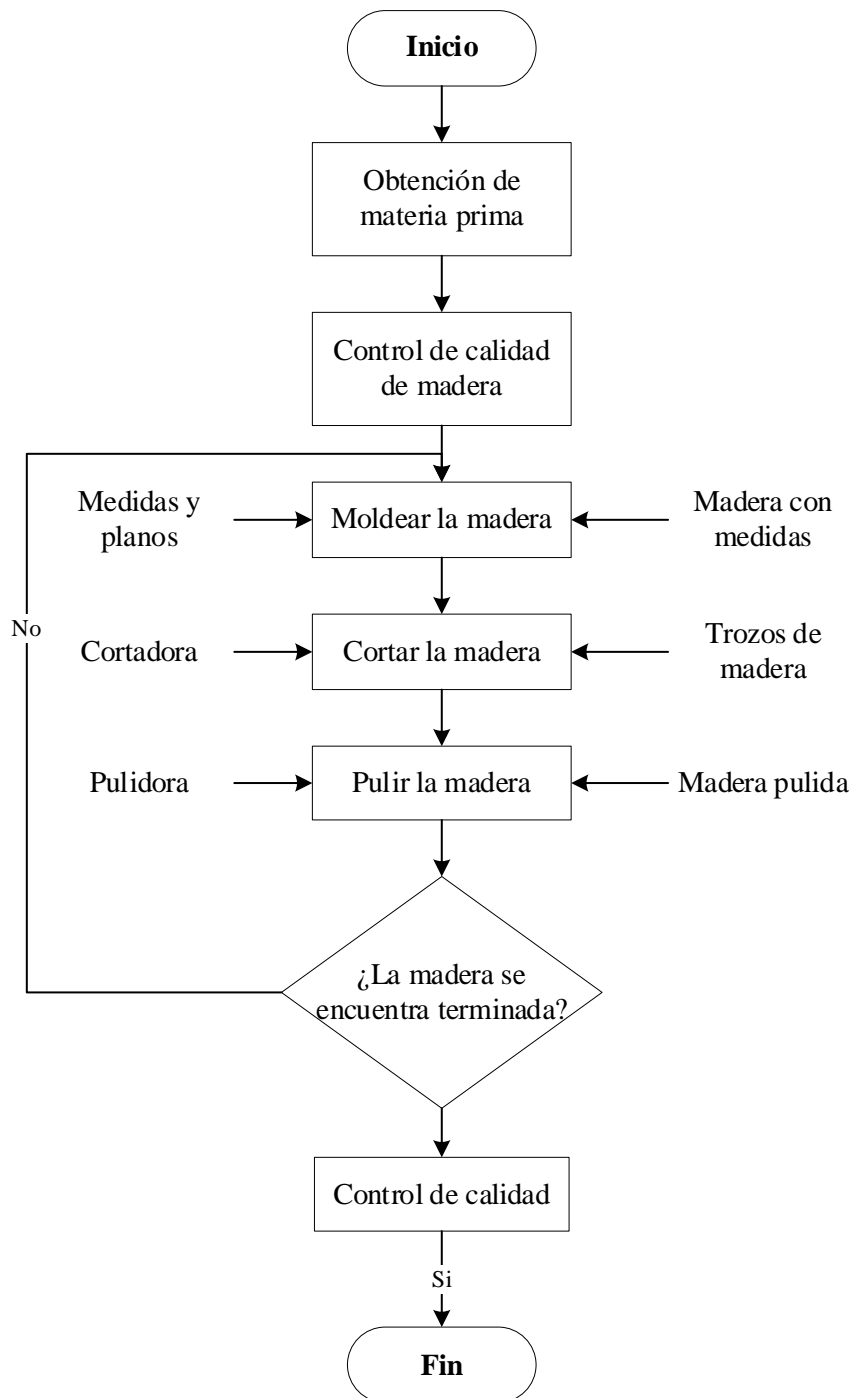 Inicio
Obtención de
materia prima
Control de calidad
de madera
Medidas y
planos
Moldear la madera
Madera con
medidas
No
Cortadora
Cortar la madera
Trozos de
madera
Pulidora
Pulir la madera
Madera pulida
¿La madera se
encuentra terminada?
Control de calidad
Si
Fin